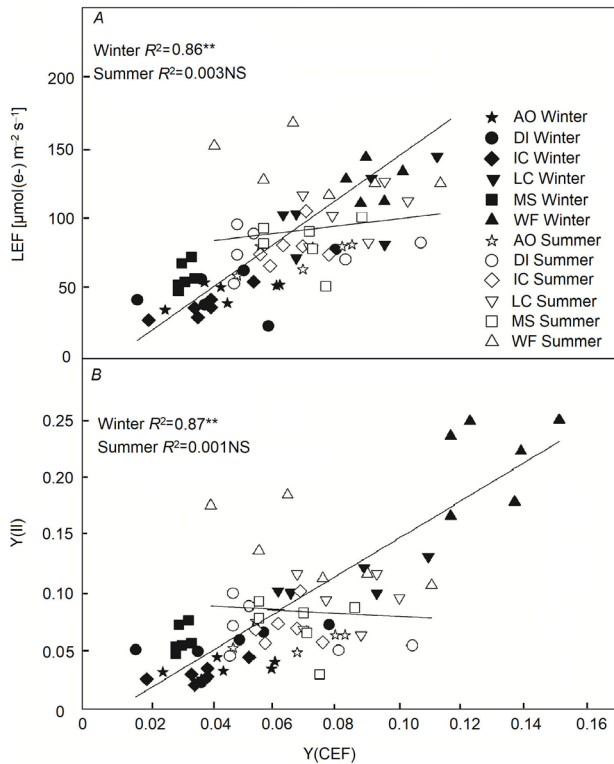 A
Winter R²=0.86**
Summer R²=0.003NS
LEF [μmol(e-) m⁻² s⁻¹]
200
150
100
50
0
AO Winter
DI Winter
IC Winter
LC Winter
MS Winter
WF Winter
AO Summer
DI Summer
IC Summer
LC Summer
MS Summer
WF Summer
B
Winter R²=0.87**
Summer R²=0.001NS
Y(II)
0.25
0.20
0.15
0.10
0.05
0
0 0.02 0.04 0.06 0.08 0.10 0.12 0.14 0.16
Y(CEF)